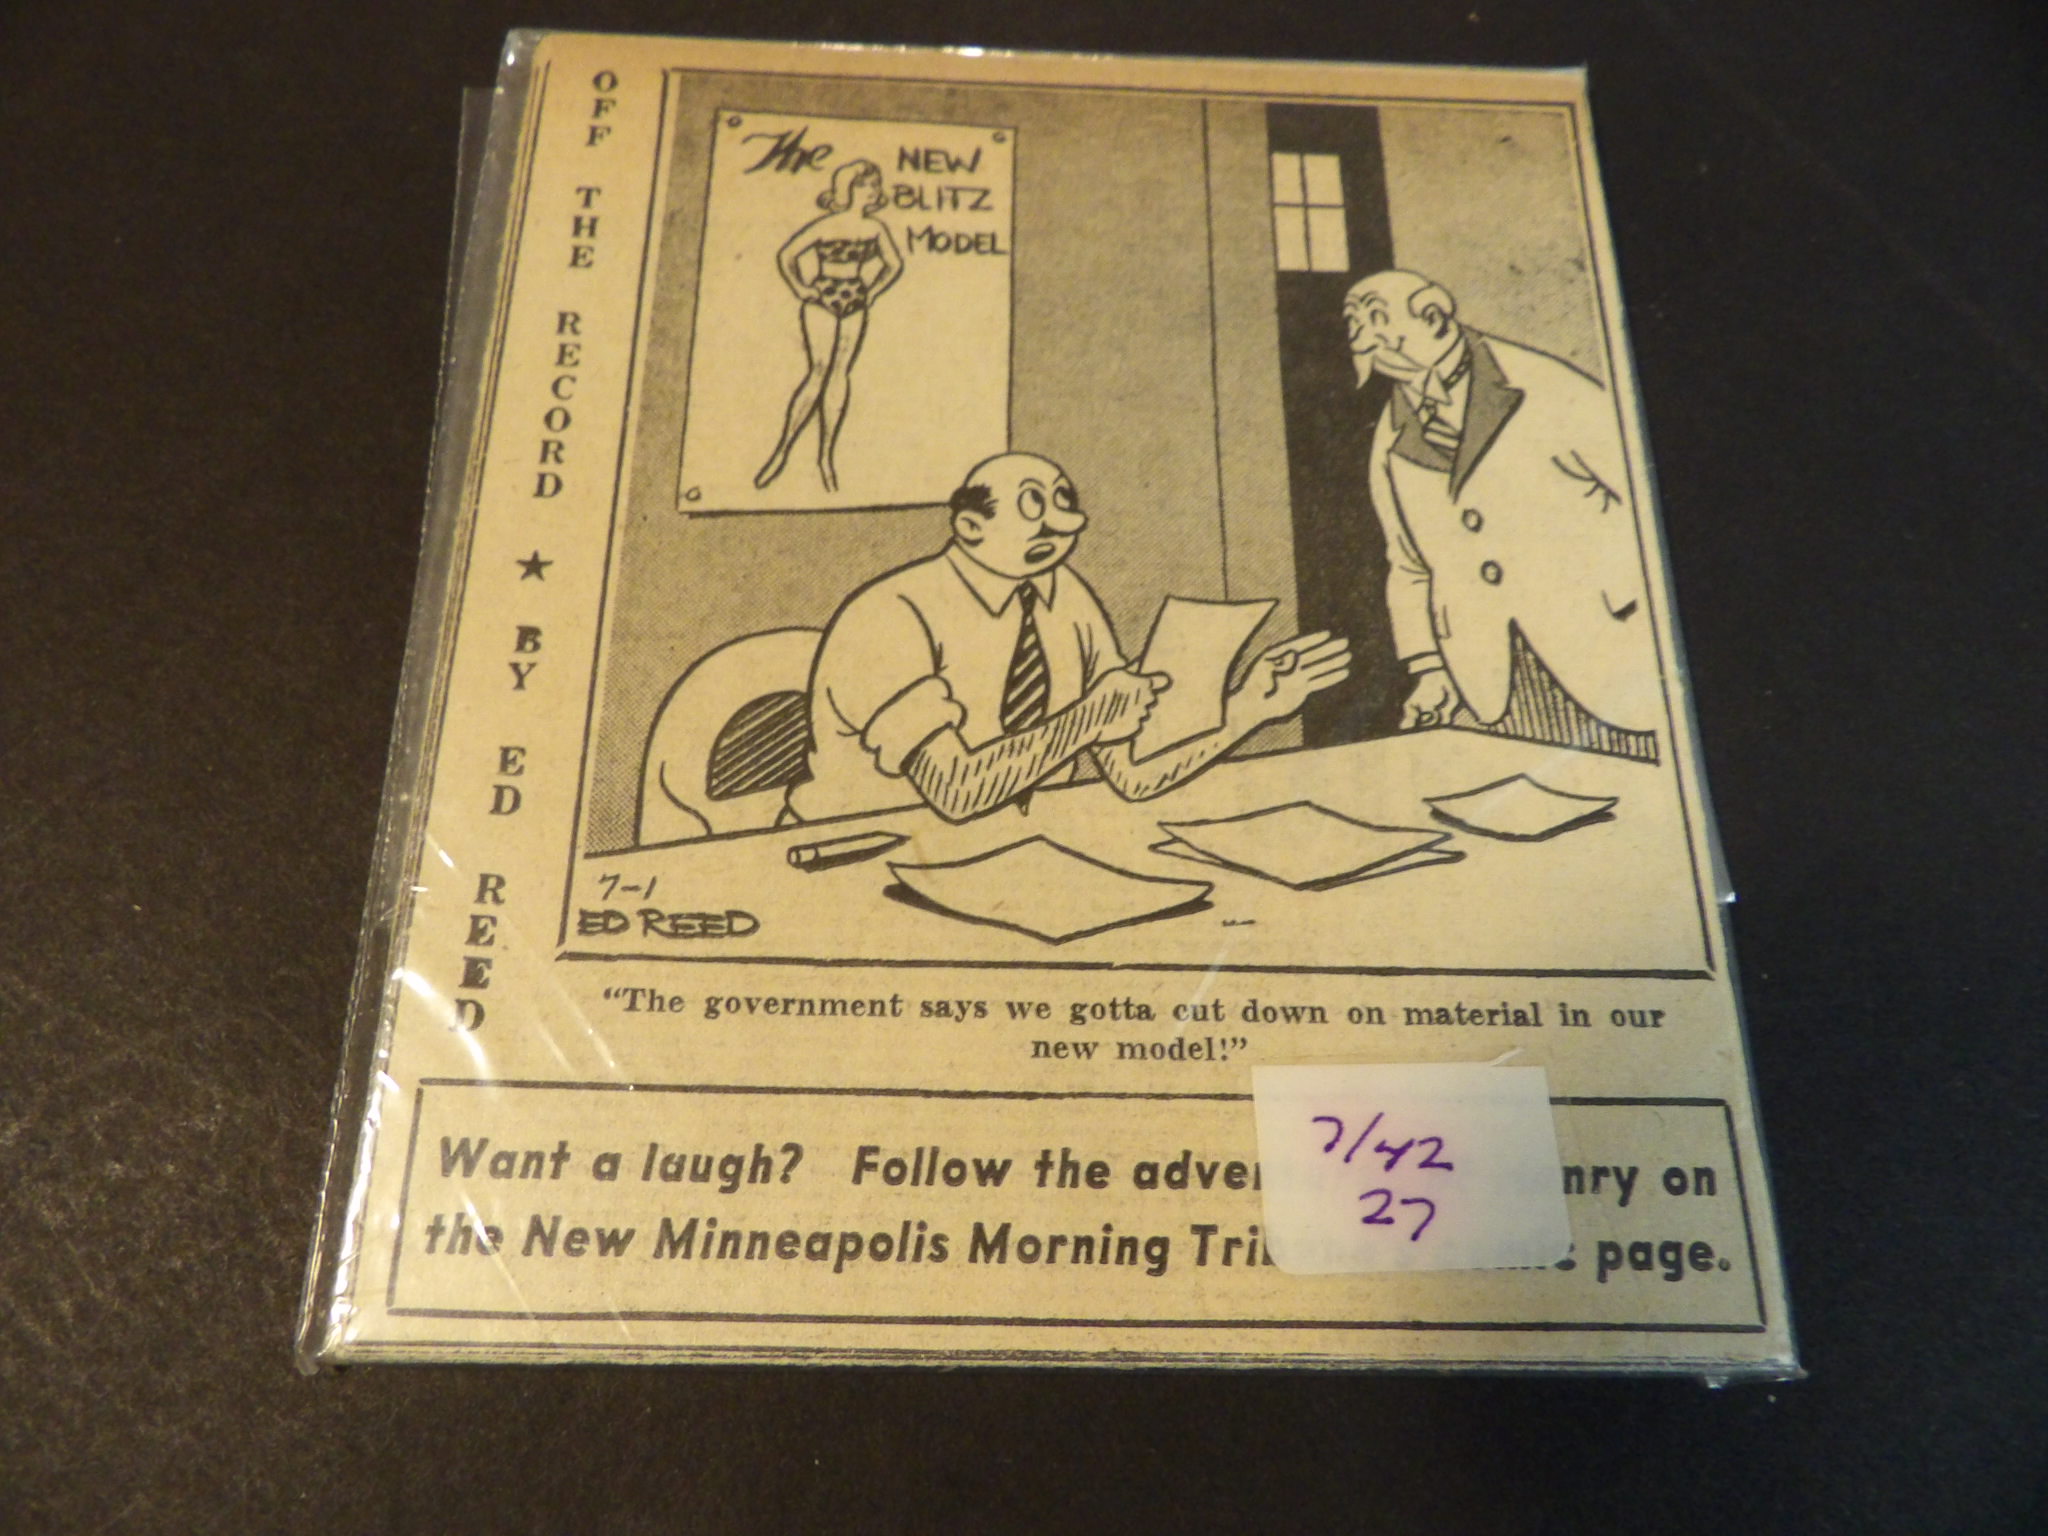 OFF THE RECORD ★ BY ED REED
The NEW
BLITZ
MODEL
7-1
ED REED
"The government says we gotta cut down on material in our
new model!"
Want a laugh? Follow the on
the New Minneapolis Morning page.
7/42
27